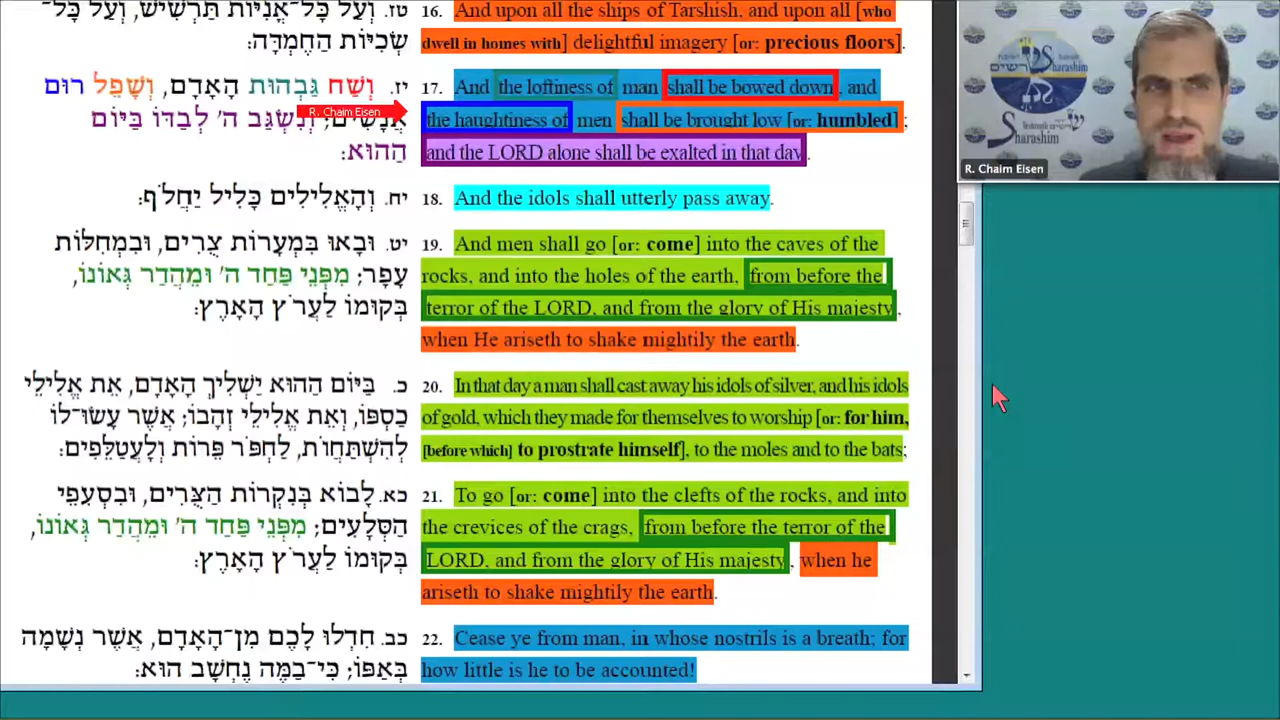 טז. וְעַל כׇּל־אֳנִיּוֹת תַּרְשִׁישׁ, וְעַל כׇּל־
שְׂכִיּוֹת הַחֶמְדָּה:
16. And upon all the ships of Tarshish, and upon all [who
dwell in homes with] delightful imagery [or: precious floors].
יז. וְשַׁח גַּבְהוּת הָאָדָם, וְשָׁפֵל רוּם
אֲנָשִׁים; וְנִשְׂגַּב ה' לְבַדּוֹ בַּיּוֹם
הַהוּא:
R. Chaim Eisen
17. And the loftiness of man shall be bowed down, and
the haughtiness of men shall be brought low [or: humbled];
and the LORD alone shall be exalted in that day.
יח. וְהָאֱלִילִים כָּלִיל יַחֲלֹף:
18. And the idols shall utterly pass away.
יט. וּבָאוּ בִּמְעָרוֹת צֻרִים, וּבִמְחִלּוֹת
עָפָר; מִפְּנֵי פַּחַד ה' וּמֵהֲדַר גְּאוֹנוֹ,
בְּקוּמוֹ לַעֲרֹץ הָאָרֶץ:
19. And men shall go [or: come] into the caves of the
rocks, and into the holes of the earth, from before the
terror of the LORD, and from the glory of His majesty,
when He ariseth to shake mightily the earth.
כ. בַּיּוֹם הַהוּא יַשְׁלִיךְ הָאָדָם, אֵת אֱלִילֵי
כַסְפּוֹ, וְאֵת אֱלִילֵי זְהָבוֹ; אֲשֶׁר עָשׂוּ־לוֹ
לְהִשְׁתַּחֲוֹת, לַחְפֹּר פֵּרוֹת וְלָעֲטַלֵּפִים:
20. In that day a man shall cast away his idols of silver, and his idols
of gold, which they made for themselves to worship [or: for him,
[before which] to prostrate himself], to the moles and to the bats;
כא. לָבוֹא בְּנִקְרוֹת הַצֻּרִים, וּבִסְעִפֵי
הַסְּלָעִים; מִפְּנֵי פַּחַד ה' וּמֵהֲדַר גְּאוֹנוֹ,
בְּקוּמוֹ לַעֲרֹץ הָאָרֶץ:
21. To go [or: come] into the clefts of the rocks, and into
the crevices of the crags, from before the terror of the
LORD, and from the glory of His majesty, when he
ariseth to shake mightily the earth.
כב. חִדְלוּ לָכֶם מִן־הָאָדָם, אֲשֶׁר נְשָׁמָה
בְּאַפּוֹ; כִּי־בַמֶּה נֶחְשָׁב הוּא:
22. Cease ye from man, in whose nostrils is a breath; for
how little is he to be accounted!
Sharashim
שרשים
Sharashim
R. Chaim Eisen